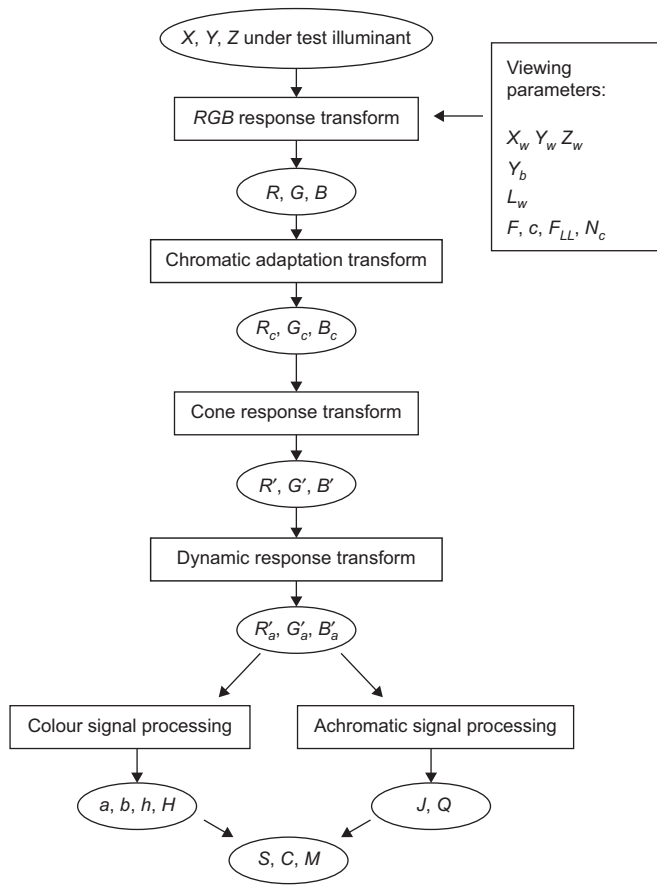 X, Y, Z under test illuminant
Viewing
parameters:
X_w Y_w Z_w
Y_b
L_w
F, c, F_LL, N_c
RGB response transform
R, G, B
Chromatic adaptation transform
R_c, G_c, B_c
Cone response transform
R′, G′, B′
Dynamic response transform
R′_a, G′_a, B′_a
Colour signal processing
Achromatic signal processing
a, b, h, H
J, Q
S, C, M